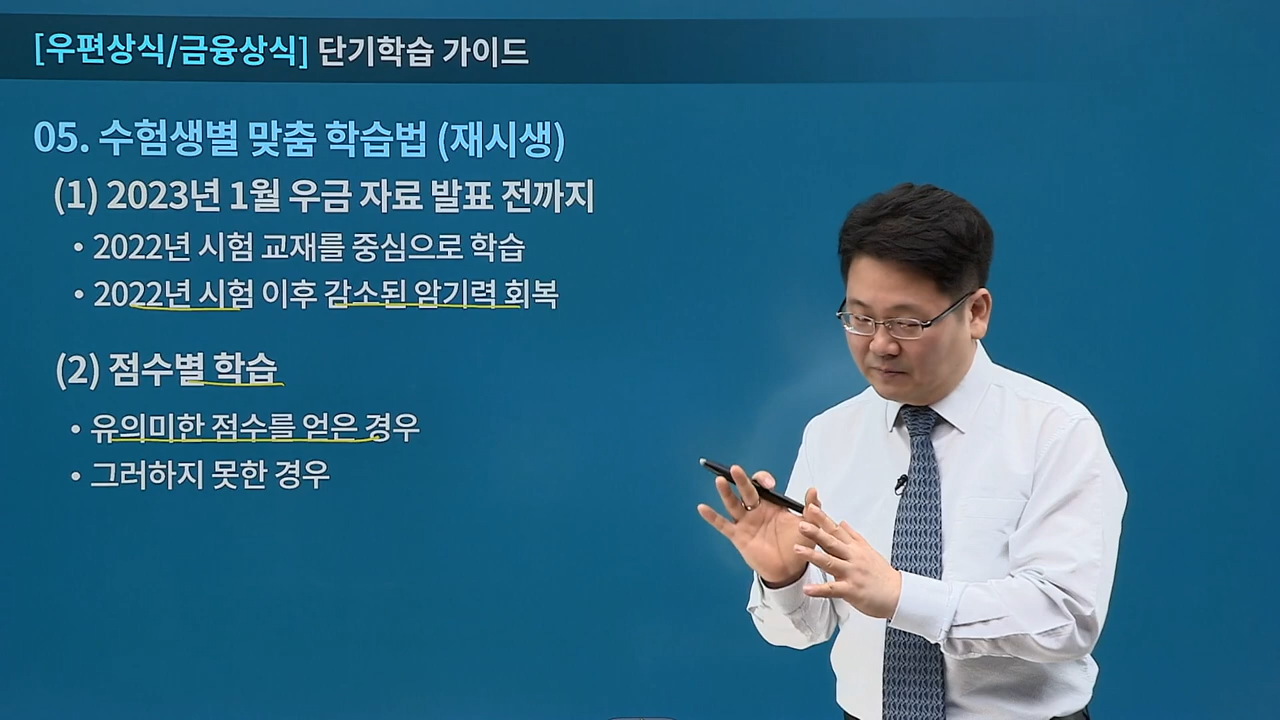 [우편상식/금융상식] 단기학습 가이드
05. 수험생별 맞춤 학습법 (재시생)
(1) 2023년 1월 우금 자료 발표 전까지
• 2022년 시험 교재를 중심으로 학습
• 2022년 시험 이후 감소된 암기력 회복
(2) 점수별 학습
• 유의미한 점수를 얻은 경우
• 그러하지 못한 경우